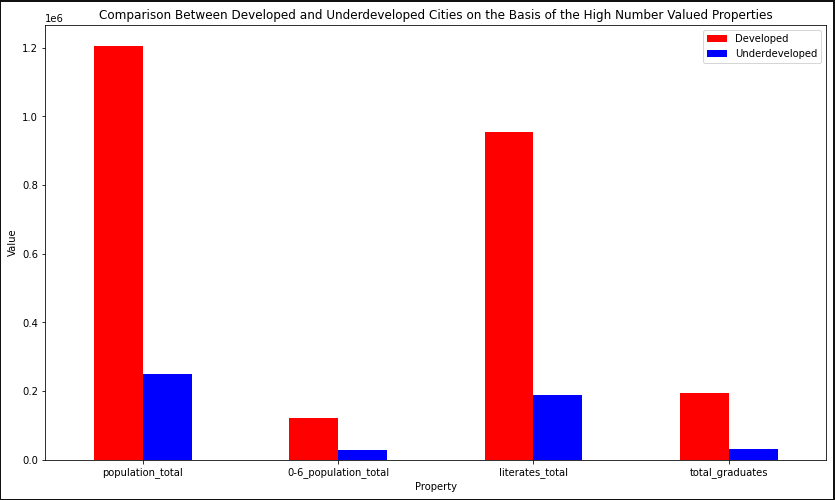 Comparison Between Developed and Underdeveloped Cities on the Basis of the High Number Valued Properties
1e6
Developed
Underdeveloped
1.2
1.0
0.8
0.6
0.4
0.2
0.0
Value
population_total
0-6_population_total
literates_total
total_graduates
Property